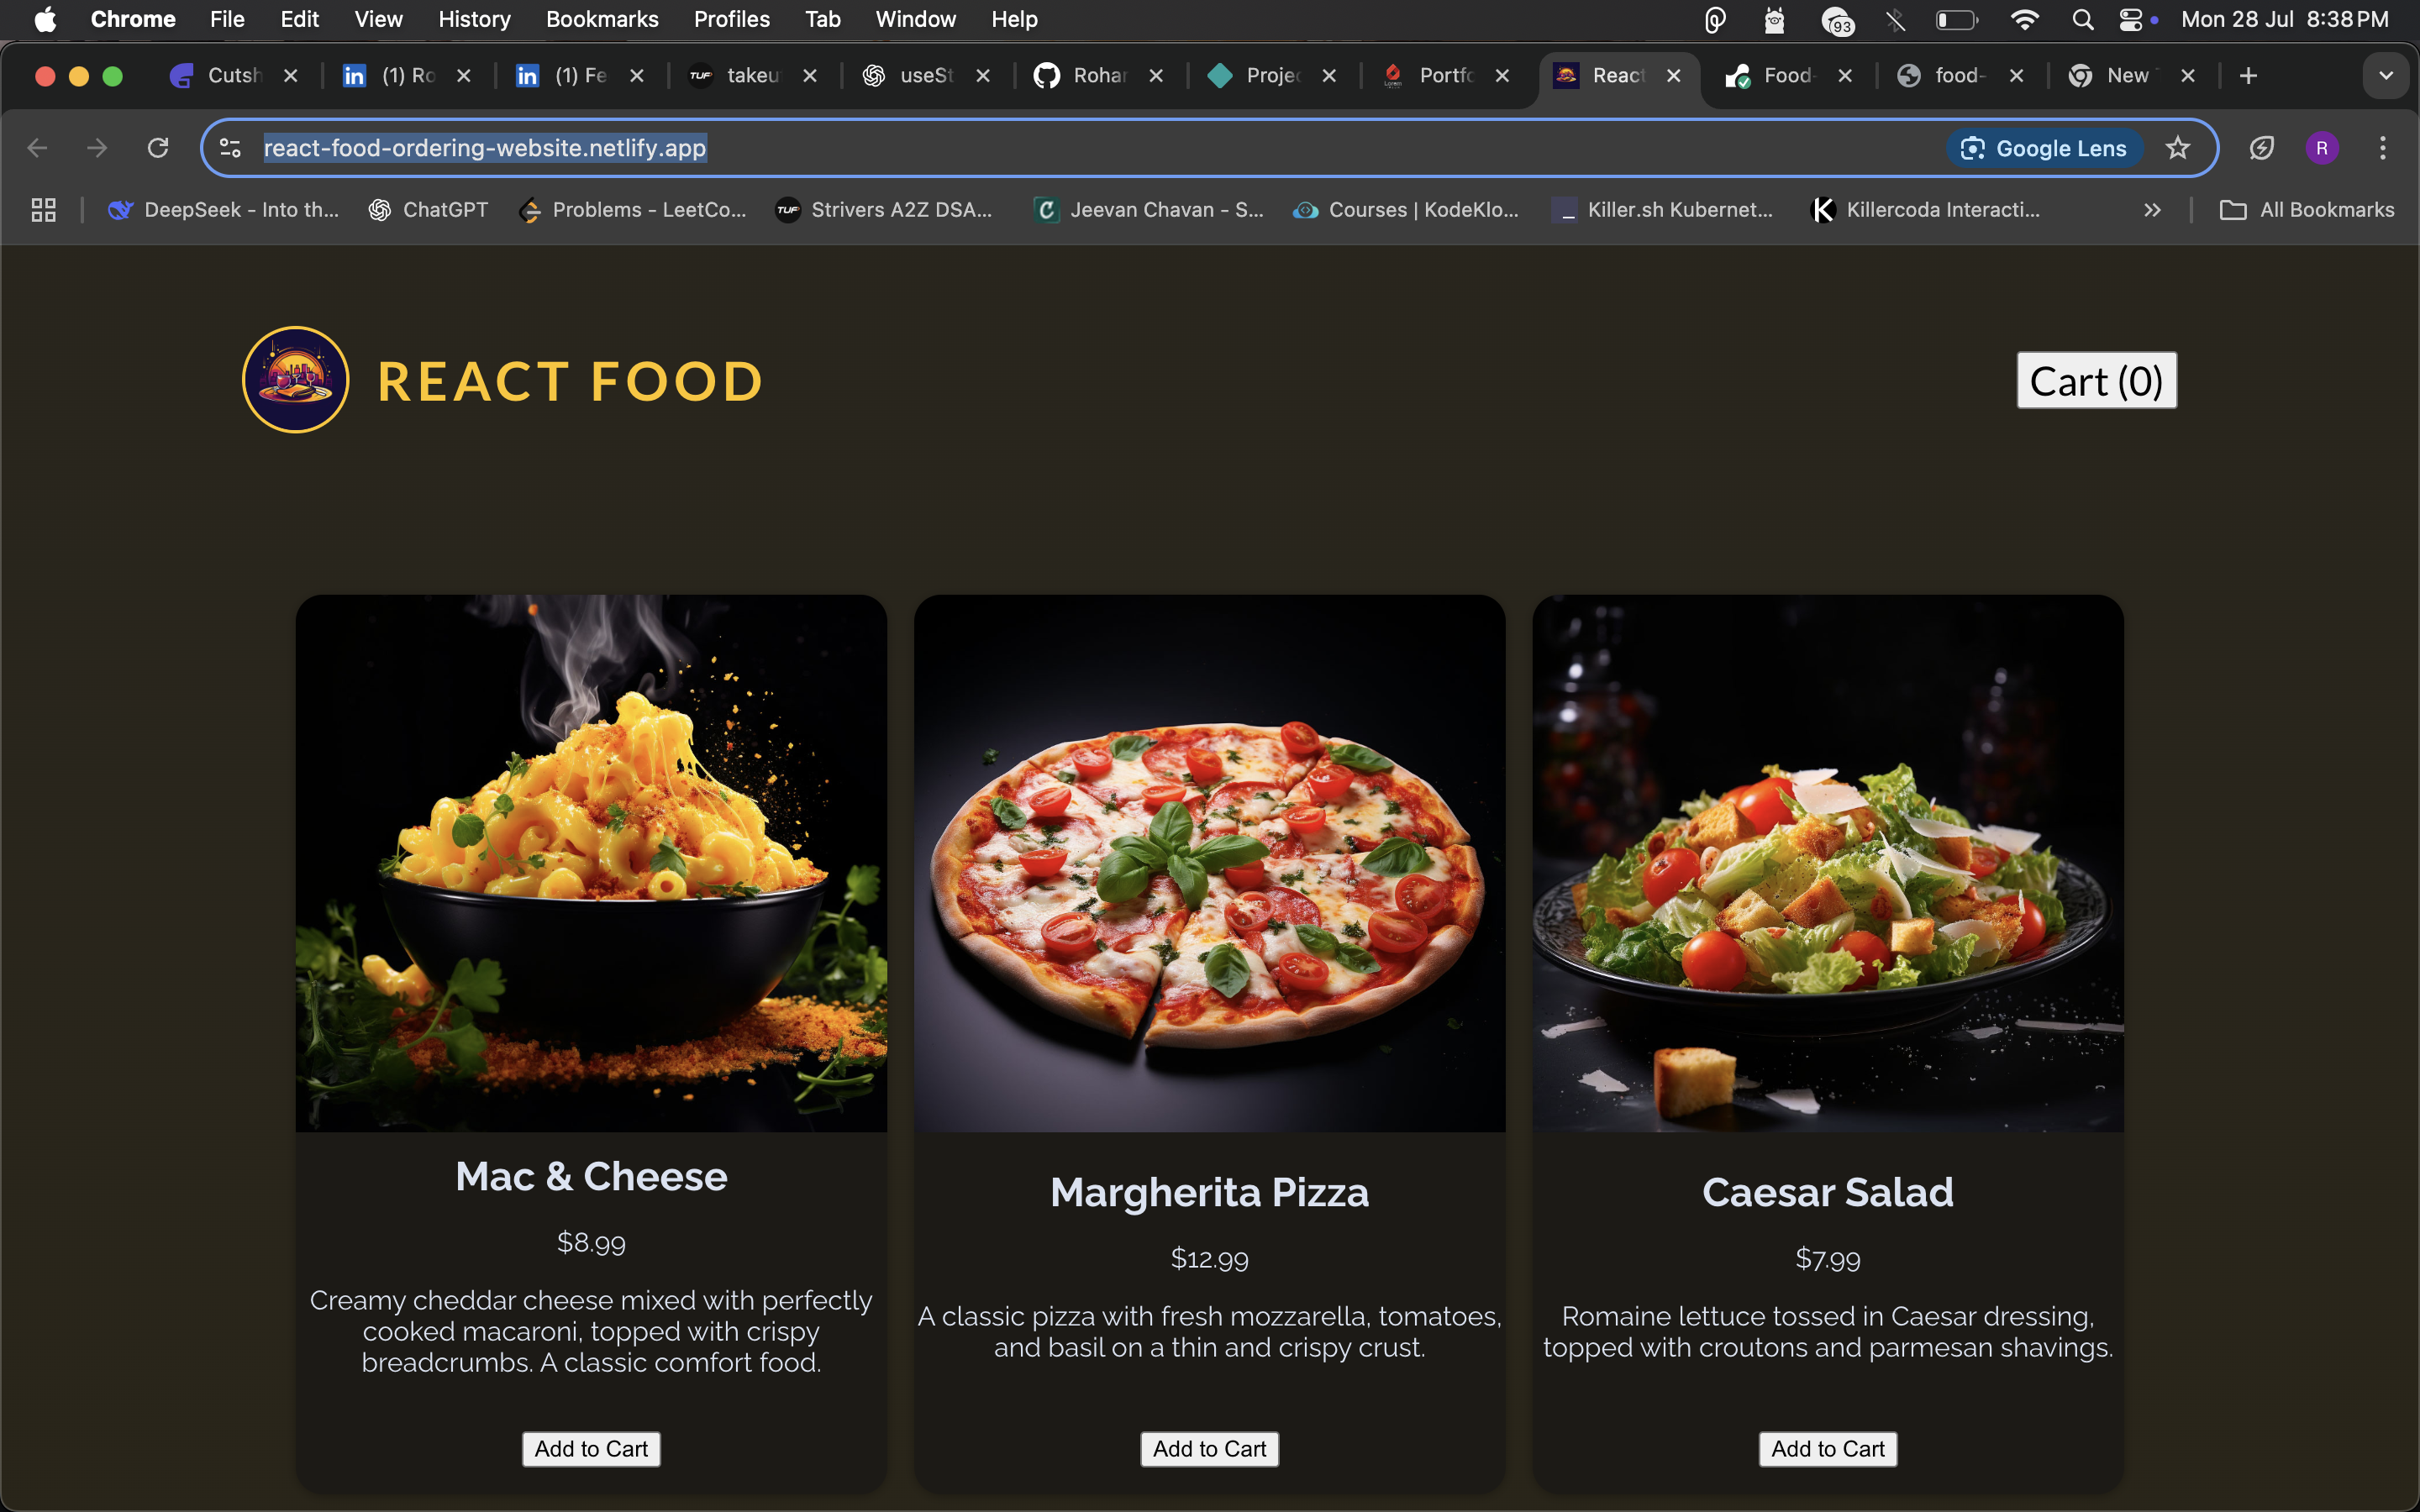 Chrome File Edit View History Bookmarks Profiles Tab Window Help 93 Mon 28 Jul 8:38 PM
Cutsh (1) Ro (1) Fe TUF takeu useSt Rohar Projec Portfo React Food- food- New
react-food-ordering-website.netlify.app Google Lens R
DeepSeek - Into th... ChatGPT Problems - LeetCo... TUF Strivers A2Z DSA... Jeevan Chavan - S... Courses | KodeKlo... Killer.sh Kubernet... Killercoda Interacti... All Bookmarks
REACT FOOD
Cart (0)
Mac & Cheese
$8.99
Creamy cheddar cheese mixed with perfectly
cooked macaroni, topped with crispy
breadcrumbs. A classic comfort food.
Add to Cart
Margherita Pizza
$12.99
A classic pizza with fresh mozzarella, tomatoes,
and basil on a thin and crispy crust.
Add to Cart
Caesar Salad
$7.99
Romaine lettuce tossed in Caesar dressing,
topped with croutons and parmesan shavings.
Add to Cart